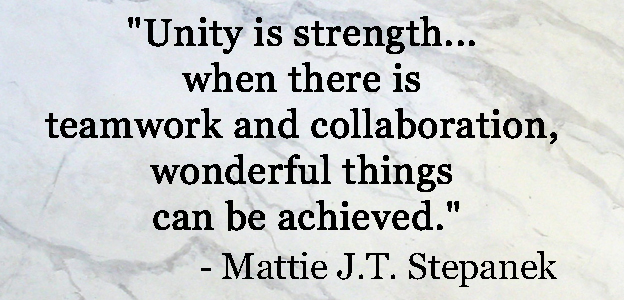 "Unity is strength...
when there is
teamwork and collaboration,
wonderful things
can be achieved."
- Mattie J.T. Stepanek